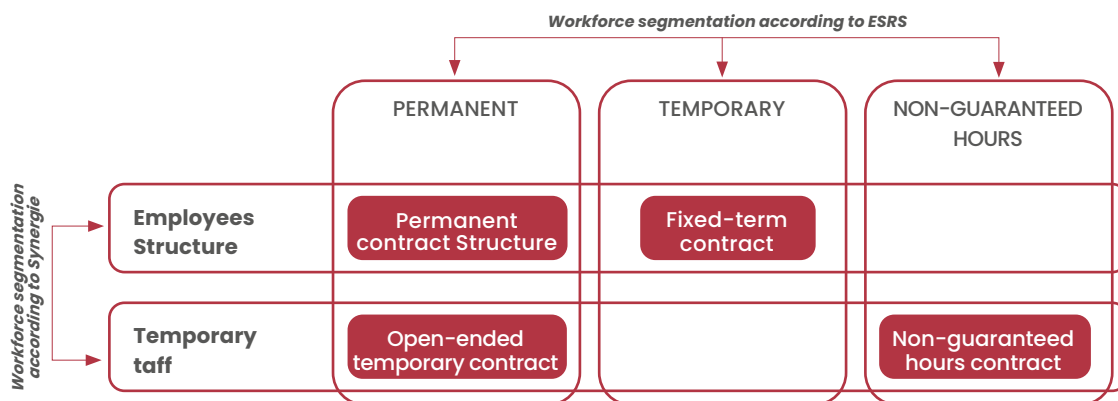 Workforce segmentation according to ESRS
PERMANENT
TEMPORARY
NON-GUARANTEED
HOURS
Workforce segmentation
according to Synergie
Employees
Structure
Permanent
contract Structure
Fixed-term
contract
Temporary
taff
Open-ended
temporary contract
Non-guaranteed
hours contract